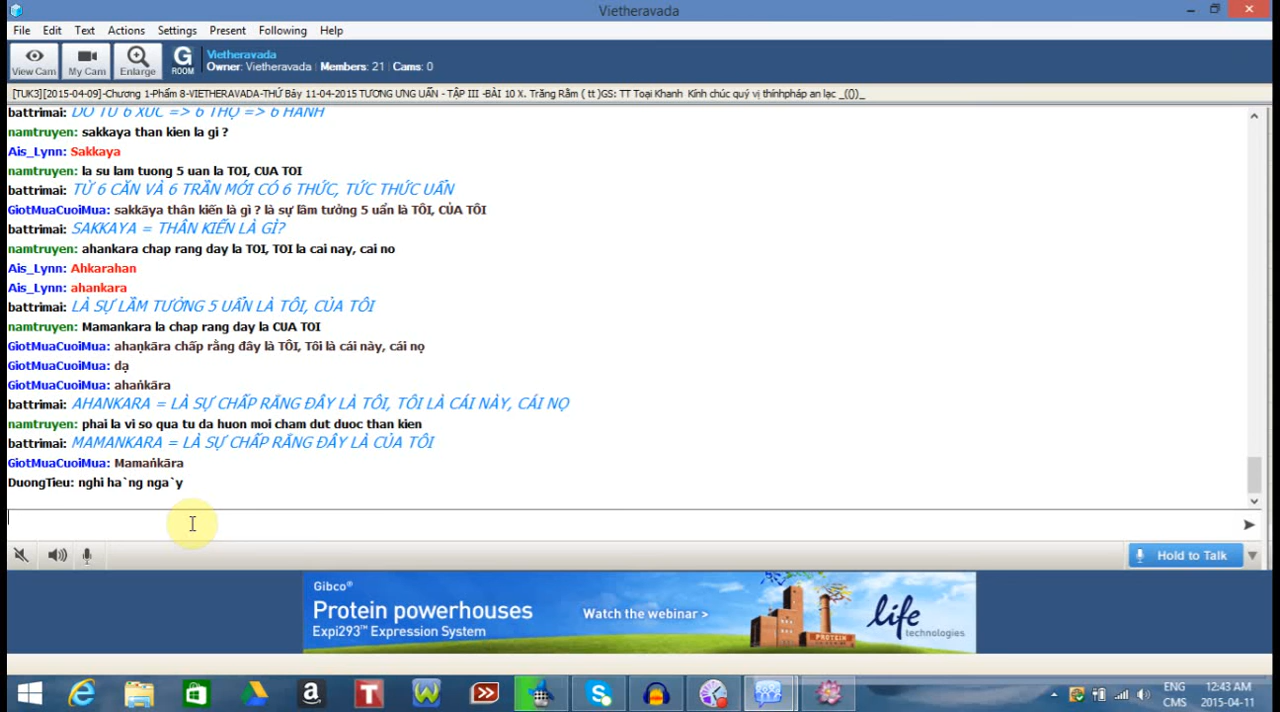 Vietheravada
File Edit Text Actions Settings Present Following Help
View Cam My Cam Enlarge G ROOM Vietheravada
Owner: Vietheravada | Members: 21 | Cams: 0
[TUK3][2015-04-09]-Chương 1-Phẩm 8-VIETHERAVADA-THỨ Bảy 11-04-2015 TƯƠNG ƯNG UẨN - TẬP III -BÀI 10 X. Trăng Rằm ( tt )GS: TT Toại Khanh Kính chúc quý vị thính pháp an lạc _(())_
battrimai: DO TỪ 6 XÚC => 6 THỌ => 6 HÀNH
namtruyen: sakkaya than kien la gi ?
Ais_Lynn: Sakkaya
namtruyen: la su lam tuong 5 uan la TOI, CUA TOI
battrimai: TỪ 6 CĂN VÀ 6 TRẦN MỚI CÓ 6 THỨC, TỨC THỨC UẨN
GiotMuaCuoiMua: sakkāya thân kiến là gì ? là sự lầm tưởng 5 uẩn là TÔI, CỦA TÔI
battrimai: SAKKAYA = THÂN KIẾN LÀ GÌ?
namtruyen: ahankara chap rang day la TOI, TOI la cai nay, cai no
Ais_Lynn: Ahkarahan
Ais_Lynn: ahankara
battrimai: LÀ SỰ LẦM TƯỞNG 5 UẨN LÀ TÔI, CỦA TÔI
namtruyen: Mamankara la chap rang day la CUA TOI
GiotMuaCuoiMua: ahaṇkāra chấp rằng đây là TÔI, Tôi là cái này, cái nọ
GiotMuaCuoiMua: dạ
GiotMuaCuoiMua: ahaṅkāra
battrimai: AHANKARA = LÀ SỰ CHẤP RẰNG ĐÂY LÀ TÔI, TÔI LÀ CÁI NÀY, CÁI NỌ
namtruyen: phai la vi so qua tu da huon moi cham dut duoc than kien
battrimai: MAMANKARA = LÀ SỰ CHẤP RẰNG ĐÂY LÀ CỦA TÔI
GiotMuaCuoiMua: Mamaṅkāra
DuongTieu: nghi ha`ng nga`y
Hold to Talk
Gibco®
Protein powerhouses
Expi293™ Expression System
Watch the webinar >
PROTEIN
life
technologies
ENG 12:43 AM
CMS 2015-04-11